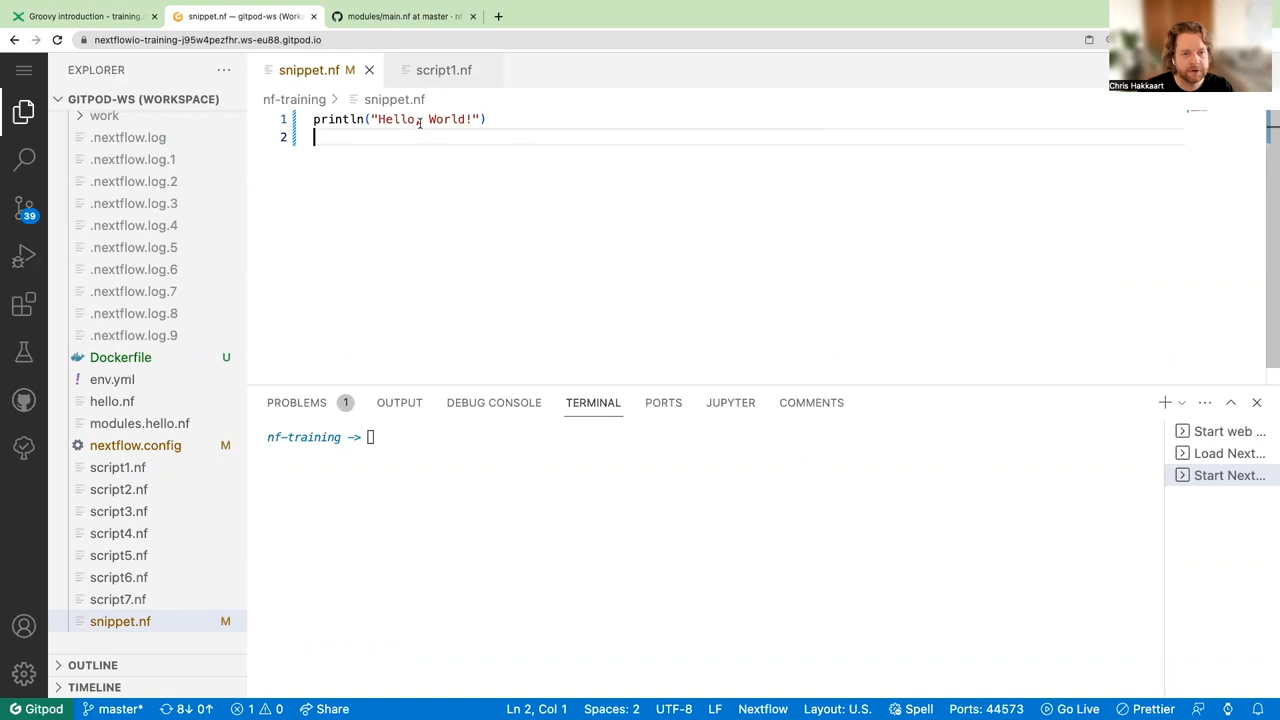 Groovy introduction - training.
snippet.nf — gitpod-ws (Work
modules/main.nf at master · nf
nextflowio-training-j95w4pezfhr.ws-eu88.gitpod.io
Chris Hakkaart
EXPLORER
snippet.nf M
script1.nf
GITPOD-WS (WORKSPACE)
nf-training > snippet.nf
work
.nextflow.log
.nextflow.log.1
.nextflow.log.2
.nextflow.log.3
.nextflow.log.4
.nextflow.log.5
.nextflow.log.6
.nextflow.log.7
.nextflow.log.8
.nextflow.log.9
Dockerfile U
env.yml
hello.nf
modules.hello.nf
nextflow.config M
script1.nf
script2.nf
script3.nf
script4.nf
script5.nf
script6.nf
script7.nf
snippet.nf M
OUTLINE
TIMELINE
39
1 println("Hello, World!")
2
PROBLEMS 1 OUTPUT DEBUG CONSOLE TERMINAL PORTS JUPYTER COMMENTS
nf-training ->
Start web ...
Load Next...
Start Next...
Gitpod master* 8↓ 0↑ 1 0 Share Ln 2, Col 1 Spaces: 2 UTF-8 LF Nextflow Layout: U.S. Spell Ports: 44573 Go Live Prettier